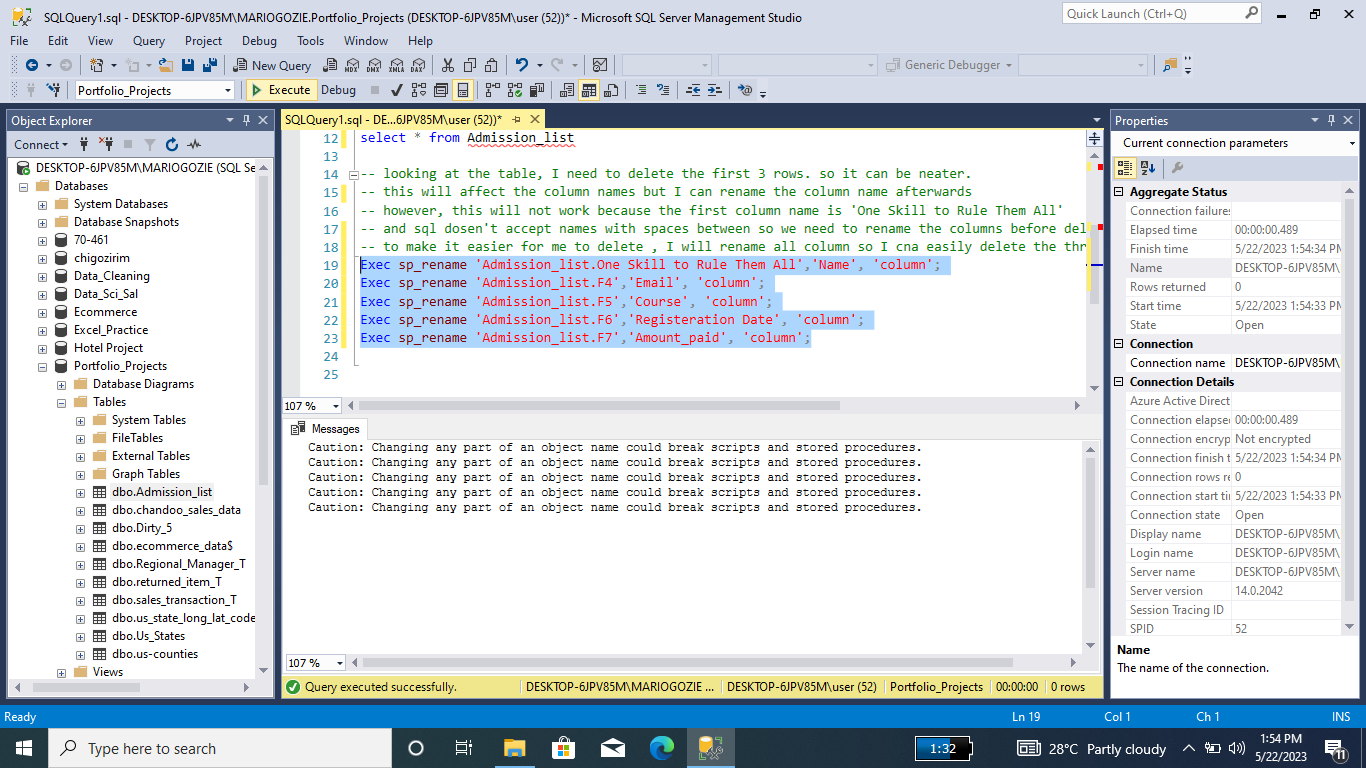 SQLQuery1.sql - DESKTOP-6JPV85M\MARIOGOZIE.Portfolio_Projects (DESKTOP-6JPV85M\user (52))* - Microsoft SQL Server Management Studio
Quick Launch (Ctrl+Q)
File Edit View Query Project Debug Tools Window Help
New Query
MDX DMX XMLA DAX
Generic Debugger
Portfolio_Projects
Execute Debug
Object Explorer
Connect
DESKTOP-6JPV85M\MARIOGOZIE (SQL Se
Databases
System Databases
Database Snapshots
70-461
chigozirim
Data_Cleaning
Data_Sci_Sal
Ecommerce
Excel_Practice
Hotel Project
Portfolio_Projects
Database Diagrams
Tables
System Tables
FileTables
External Tables
Graph Tables
dbo.Admission_list
dbo.chandoo_sales_data
dbo.Dirty_5
dbo.ecommerce_data$
dbo.Regional_Manager_T
dbo.returned_item_T
dbo.sales_transaction_T
dbo.us_state_long_lat_code
dbo.Us_States
dbo.us-counties
Views
SQLQuery1.sql - DE...6JPV85M\user (52))*
12 select * from Admission_list
13
14 -- looking at the table, I need to delete the first 3 rows. so it can be neater.
15 -- this will affect the column names but I can rename the column name afterwards
16 -- however, this will not work because the first column name is 'One Skill to Rule Them All'
17 -- and sql dosen't accept names with spaces between so we need to rename the columns before del
18 -- to make it easier for me to delete , I will rename all column so I cna easily delete the thr
19 Exec sp_rename 'Admission_list.One Skill to Rule Them All','Name', 'column';
20 Exec sp_rename 'Admission_list.F4','Email', 'column';
21 Exec sp_rename 'Admission_list.F5','Course', 'column';
22 Exec sp_rename 'Admission_list.F6','Registeration Date', 'column';
23 Exec sp_rename 'Admission_list.F7','Amount_paid', 'column';
24
25
107 %
Messages
Caution: Changing any part of an object name could break scripts and stored procedures.
Caution: Changing any part of an object name could break scripts and stored procedures.
Caution: Changing any part of an object name could break scripts and stored procedures.
Caution: Changing any part of an object name could break scripts and stored procedures.
Caution: Changing any part of an object name could break scripts and stored procedures.
107 %
Query executed successfully. DESKTOP-6JPV85M\MARIOGOZIE ... DESKTOP-6JPV85M\user (52) Portfolio_Projects 00:00:00 0 rows
Properties
Current connection parameters
Aggregate Status
Connection failures
Elapsed time 00:00:00.489
Finish time 5/22/2023 1:54:34 PM
Name DESKTOP-6JPV85M\
Rows returned 0
Start time 5/22/2023 1:54:33 PM
State Open
Connection
Connection name DESKTOP-6JPV85M\
Connection Details
Azure Active Direct
Connection elapse 00:00:00.489
Connection encryp Not encrypted
Connection finish t 5/22/2023 1:54:34 PM
Connection rows re 0
Connection start tir 5/22/2023 1:54:33 PM
Connection state Open
Display name DESKTOP-6JPV85M\
Login name DESKTOP-6JPV85M\
Server name DESKTOP-6JPV85M\
Server version 14.0.2042
Session Tracing ID
SPID 52
Name
The name of the connection.
Ready Ln 19 Col 1 Ch 1 INS
Type here to search
1:32
28°C Partly cloudy
1:54 PM
5/22/2023
11